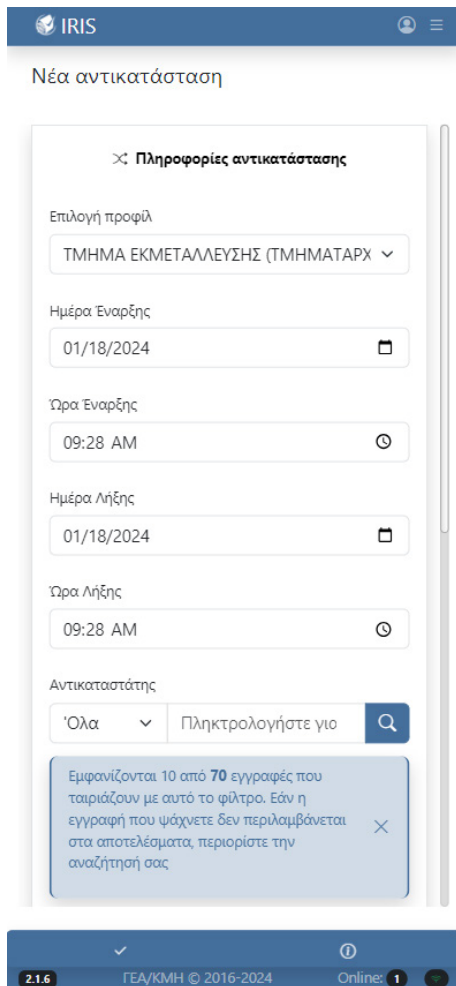 IRIS
Νέα αντικατάσταση
Πληροφορίες αντικατάστασης
Επιλογή προφίλ
ΤΜΗΜΑ ΕΚΜΕΤΑΛΛΕΥΣΗΣ (ΤΜΗΜΑΤΑΡΧ
Ημέρα Έναρξης
01/18/2024
Ώρα Έναρξης
09:28 AM
Ημέρα Λήξης
01/18/2024
Ώρα Λήξης
09:28 AM
Αντικαταστάτης
Όλα Πληκτρολογήστε για
Εμφανίζονται 10 από 70 εγγραφές που
ταιριάζουν με αυτό το φίλτρο. Εάν η
εγγραφή που ψάχνετε δεν περιλαμβάνεται
στα αποτελέσματα, περιορίστε την
αναζήτησή σας
2.1.6 ΓΕΑ/ΚΜΗ © 2016-2024 Online: 1